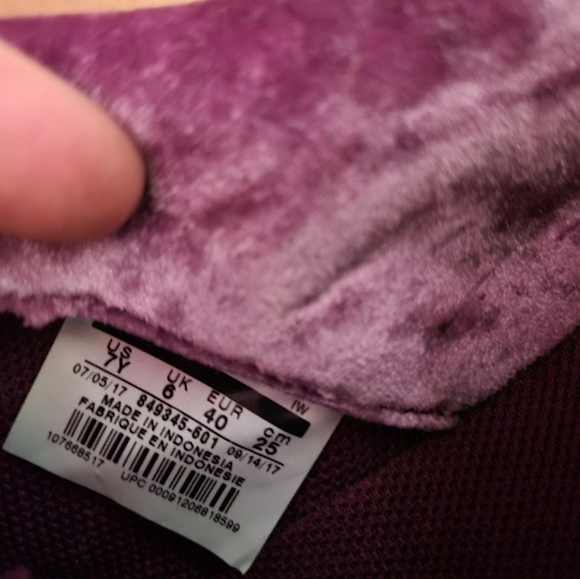 IW
US UK EUR cm
7Y 6 40 25
07/05/17 849345-601 09/14/17
MADE IN INDONESIA
FABRIQUE EN INDONESIE
107668517 UPC 00091206818599